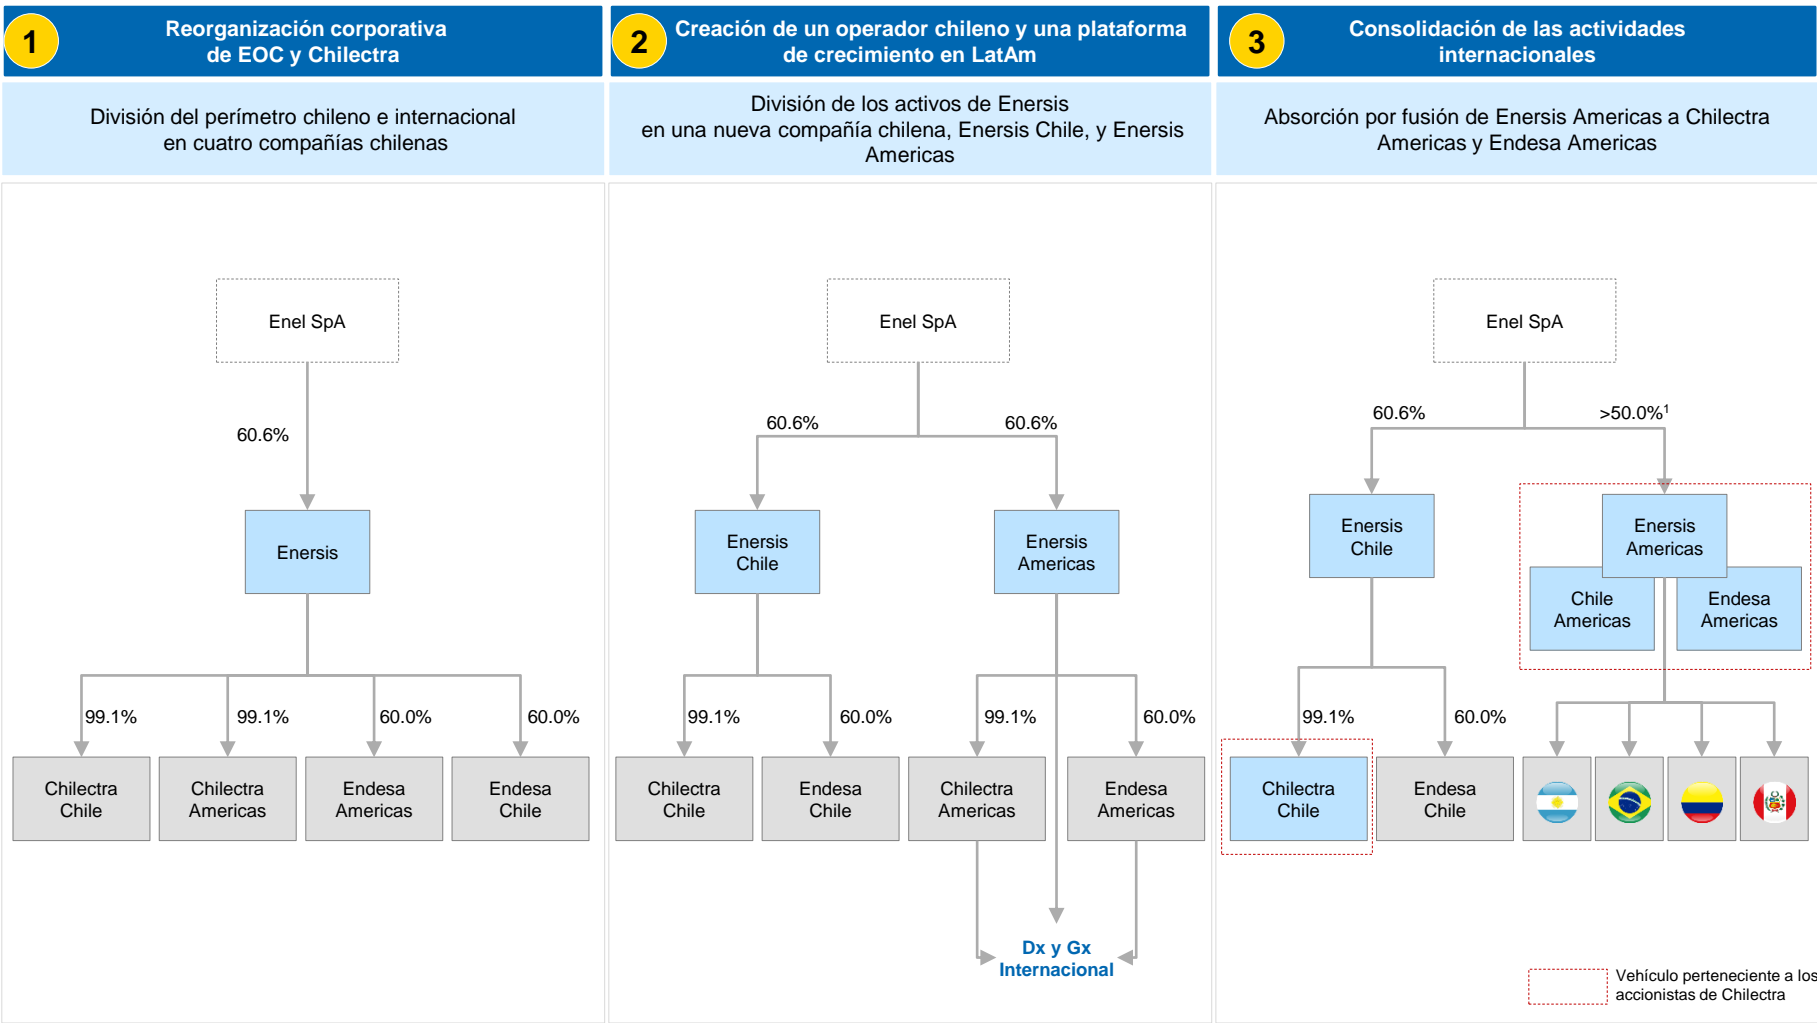 1
Reorganización corporativa
de EOC y Chilectra
División del perímetro chileno e internacional
en cuatro compañías chilenas
Enel SpA
60.6%
Enersis
99.1%
99.1%
60.0%
60.0%
Chilectra
Chile
Chilectra
Americas
Endesa
Americas
Endesa
Chile
2
Creación de un operador chileno y una plataforma
de crecimiento en LatAm
División de los activos de Enersis
en una nueva compañía chilena, Enersis Chile, y Enersis
Americas
Enel SpA
60.6%
60.6%
Enersis
Chile
Enersis
Americas
99.1%
60.0%
99.1%
60.0%
Chilectra
Chile
Endesa
Chile
Chilectra
Americas
Endesa
Americas
Dx y Gx
Internacional
3
Consolidación de las actividades
internacionales
Absorción por fusión de Enersis Americas a Chilectra
Americas y Endesa Americas
Enel SpA
60.6%
>50.0%¹
Enersis
Chile
Enersis
Americas
Chile
Americas
Endesa
Americas
99.1%
60.0%
Chilectra
Chile
Endesa
Chile
Vehículo perteneciente a los
accionistas de Chilectra